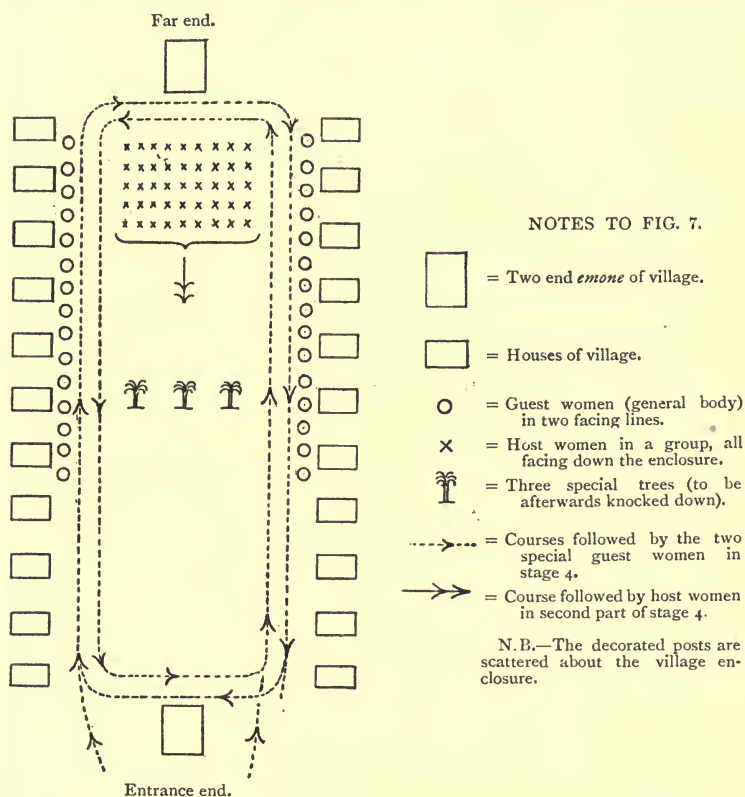 Far end.
NOTES TO FIG. 7.
= Two end emone of village.
= Houses of village.
= Guest women (general body)
in two facing lines.
= Host women in a group, all
facing down the enclosure.
= Three special trees (to be
afterwards knocked down).
= Courses followed by the two
special guest women in
stage 4.
= Course followed by host women
in second part of stage 4.
N.B.—The decorated posts are
scattered about the village en-
closure.
Entrance end.